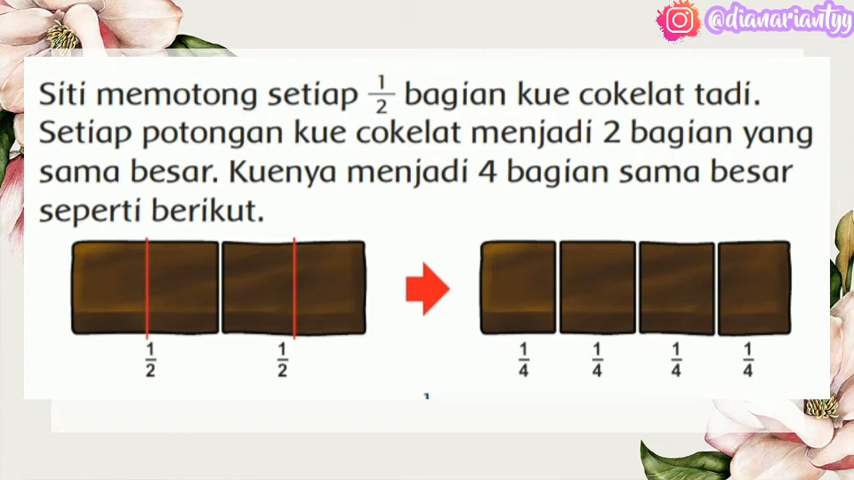 @dianariantyy
Siti memotong setiap 1/2 bagian kue cokelat tadi.
Setiap potongan kue cokelat menjadi 2 bagian yang
sama besar. Kuenya menjadi 4 bagian sama besar
seperti berikut.
1/2 1/2 1/4 1/4 1/4 1/4